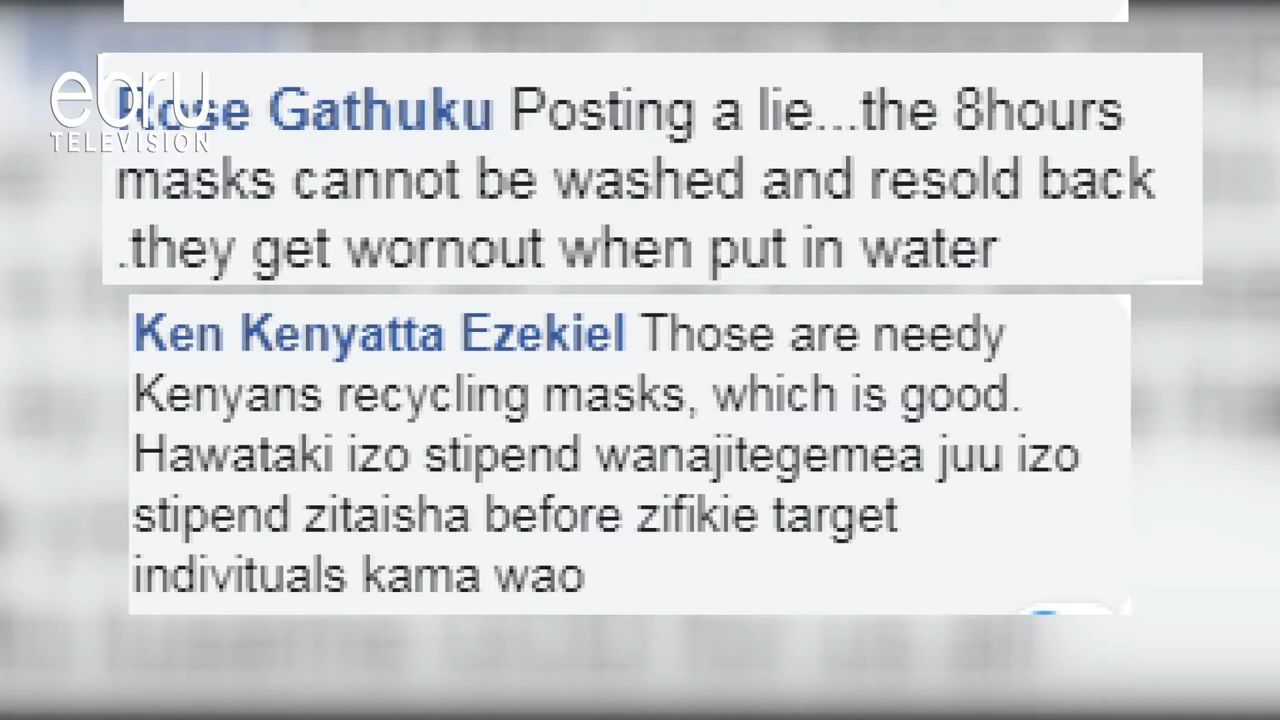 ebru
TELEVISION
Rose Gathuku Posting a lie...the 8hours
masks cannot be washed and resold back
.they get wornout when put in water
Ken Kenyatta Ezekiel Those are needy
Kenyans recycling masks, which is good.
Hawataki izo stipend wanajitegemea juu izo
stipend zitaisha before zifikie target
indivituals kama wao